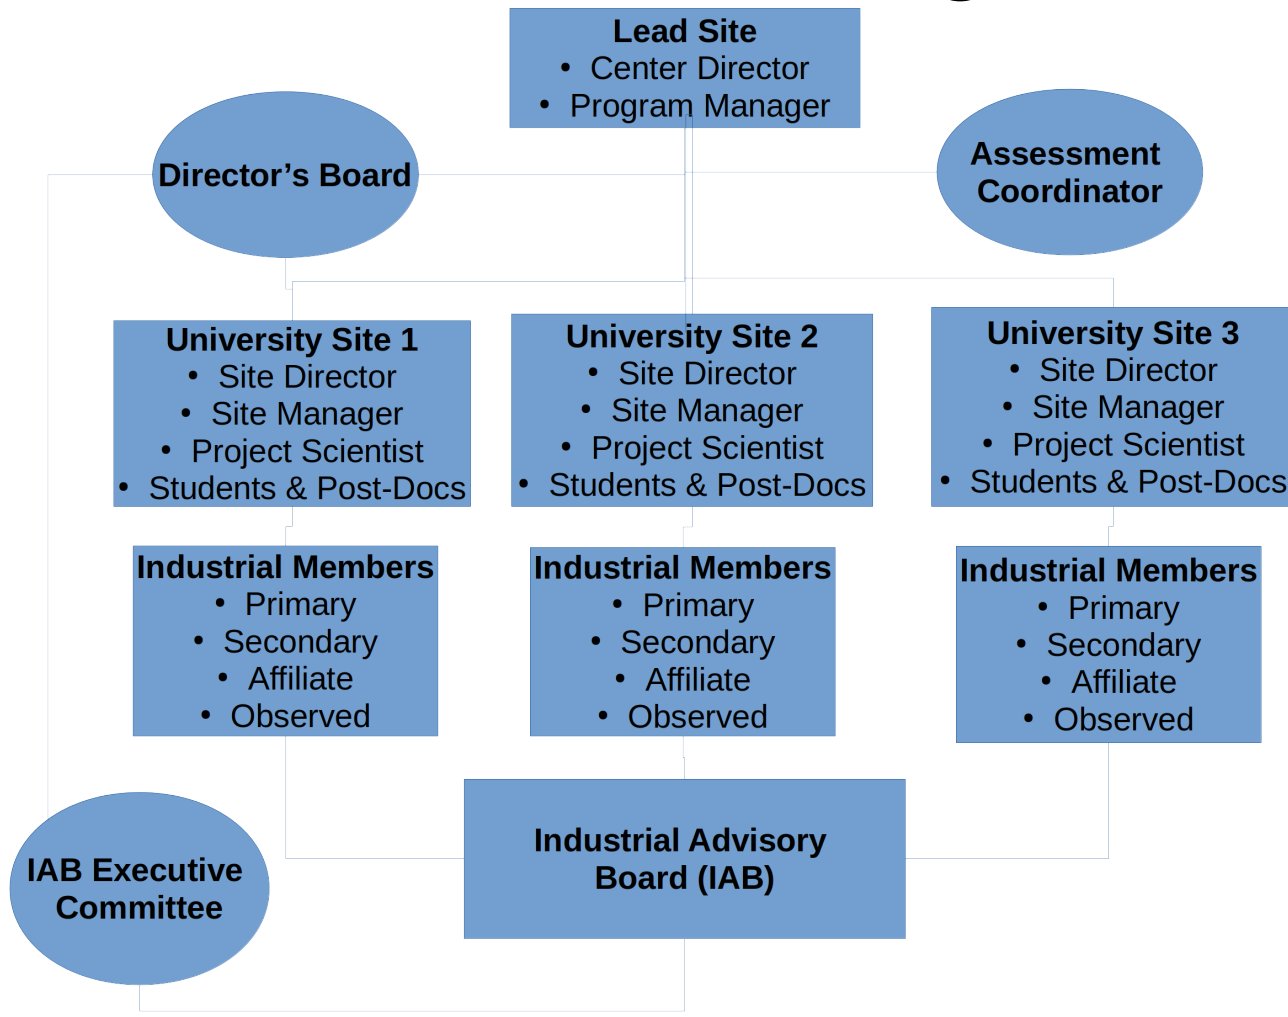 Lead Site
• Center Director
• Program Manager
Director’s Board
Assessment
Coordinator
University Site 1
• Site Director
• Site Manager
• Project Scientist
• Students & Post-Docs
University Site 2
• Site Director
• Site Manager
• Project Scientist
• Students & Post-Docs
University Site 3
• Site Director
• Site Manager
• Project Scientist
• Students & Post-Docs
Industrial Members
• Primary
• Secondary
• Affiliate
• Observed
Industrial Members
• Primary
• Secondary
• Affiliate
• Observed
Industrial Members
• Primary
• Secondary
• Affiliate
• Observed
IAB Executive
Committee
Industrial Advisory
Board (IAB)